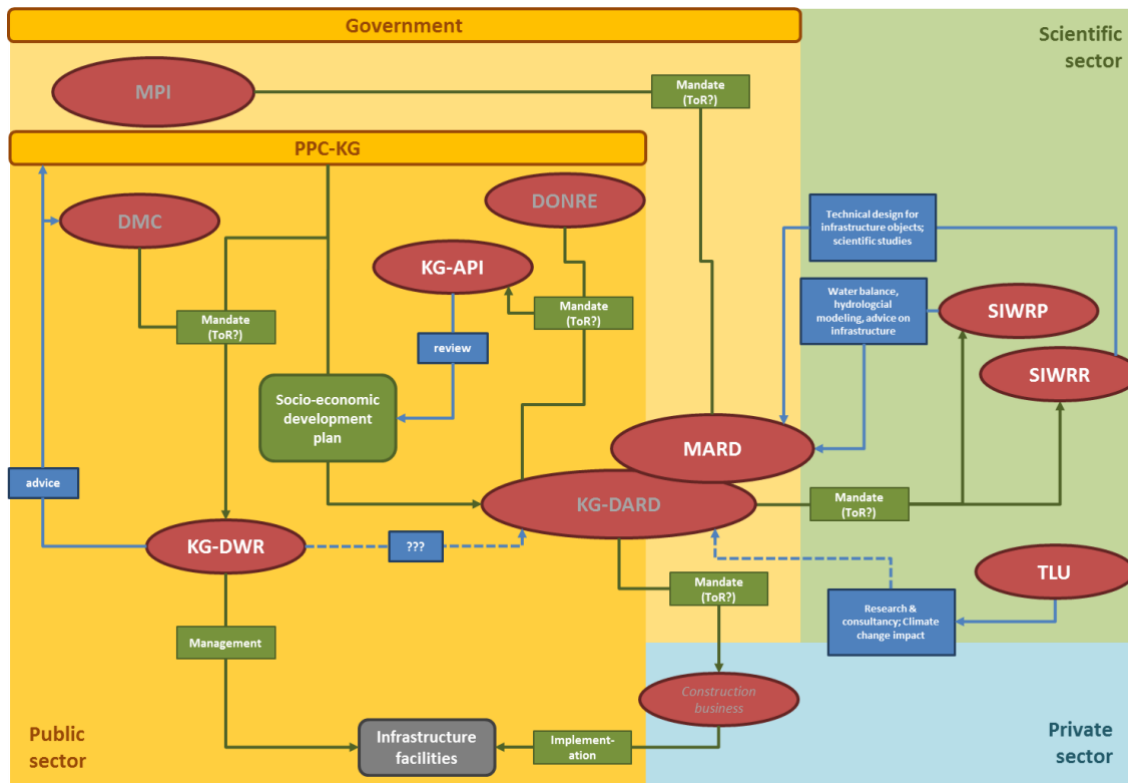 Government
Scientific
sector
MPI
Mandate
(ToR?)
PPC-KG
DMC
DONRE
KG-API
Technical design for
infrastructure objects;
scientific studies
Mandate
(ToR?)
Mandate
(ToR?)
Water balance,
hydrologcial
modeling, advice on
infrastructure
SIWRP
review
SIWRR
Socio-economic
development
plan
MARD
advice
KG-DARD
Mandate
(ToR?)
KG-DWR
???
TLU
Mandate
(ToR?)
Research &
consultancy; Climate
change impact
Management
Construction
business
Public
sector
Infrastructure
facilities
Implement-
ation
Private
sector